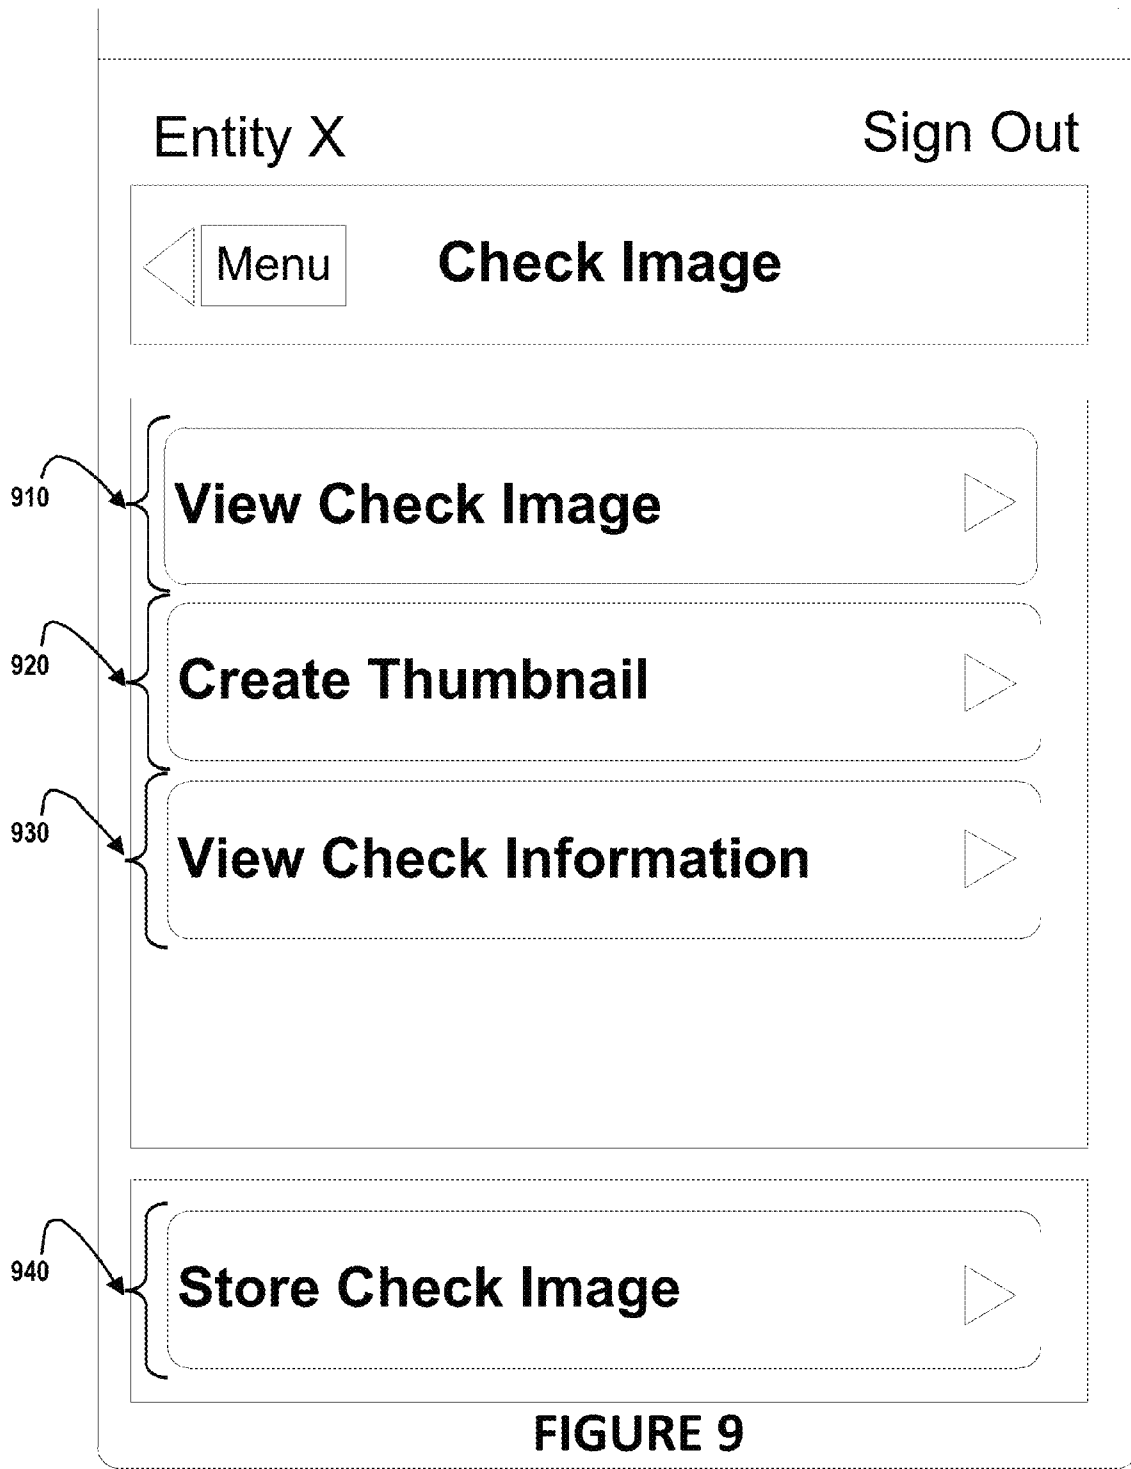 Entity X Sign Out
Menu Check Image
910 View Check Image
920 Create Thumbnail
930 View Check Information
940 Store Check Image
FIGURE 9